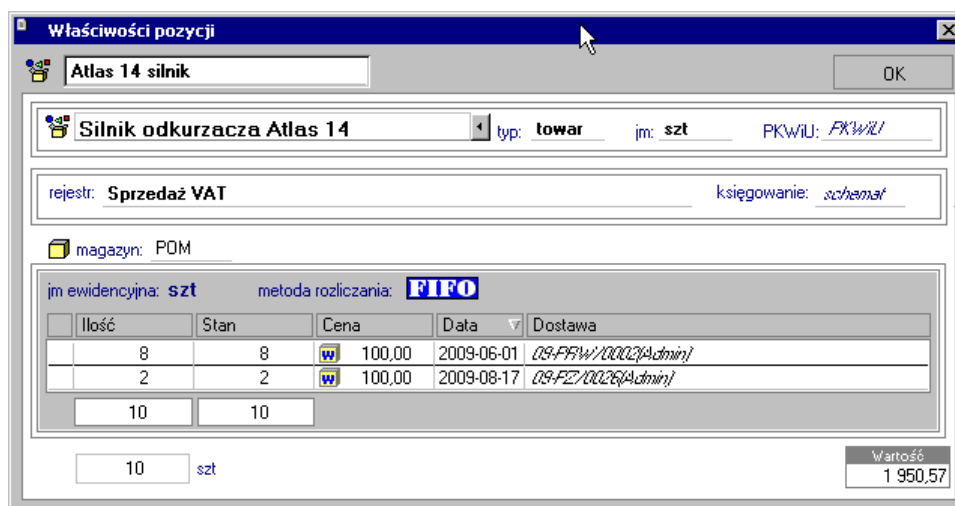 Właściwości pozycji
Atlas 14 silnik OK
Silnik odkurzacza Atlas 14 typ: towar jm: szt PKWiU: PKWiU
rejestr: Sprzedaż VAT księgowanie: schemat
magazyn: POM
jm ewidencyjna: szt metoda rozliczania: FIFO
Ilość Stan Cena Data Dostawa
8 8 w 100,00 2009-06-01 09-PRW/0002{Admin}
2 2 w 100,00 2009-08-17 09-PZ/0026{Admin}
10 10
10 szt
Wartość
1 950,57